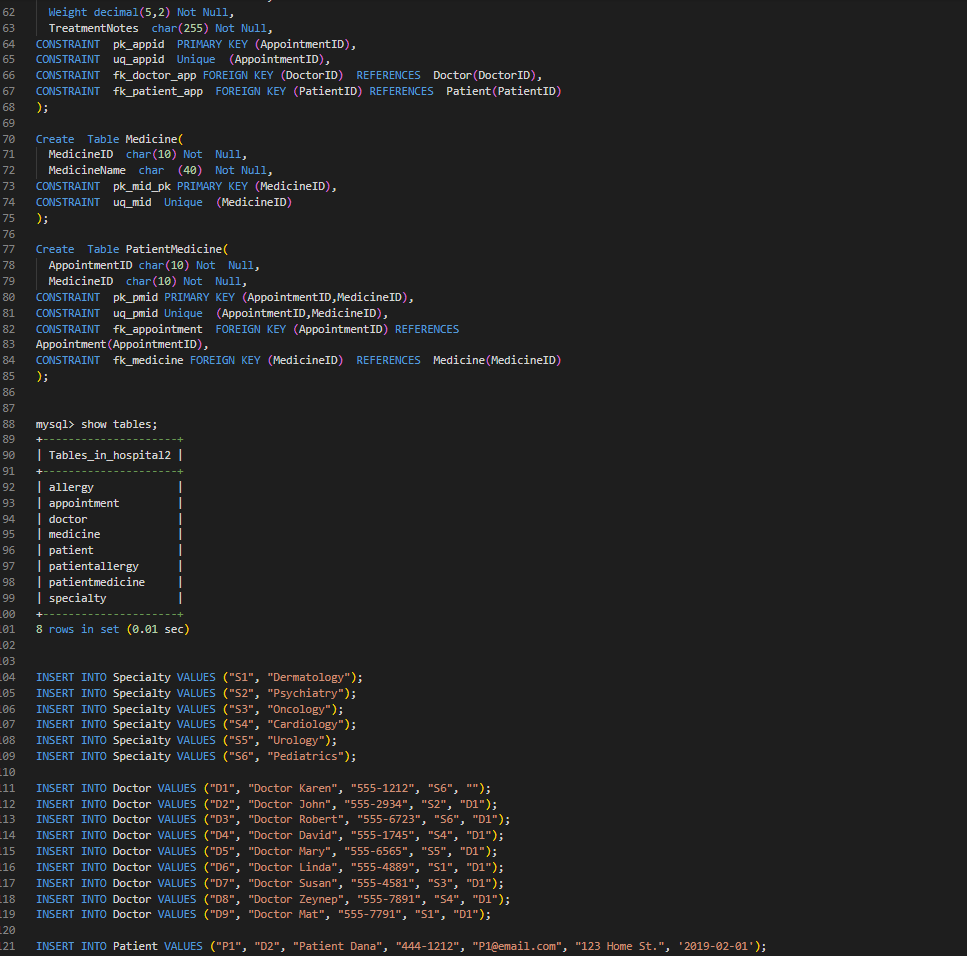 62 Weight decimal(5,2) Not Null,
63 TreatmentNotes char(255) Not Null,
64 CONSTRAINT pk_appid PRIMARY KEY (AppointmentID),
65 CONSTRAINT uq_appid Unique (AppointmentID),
66 CONSTRAINT fk_doctor_app FOREIGN KEY (DoctorID) REFERENCES Doctor(DoctorID),
67 CONSTRAINT fk_patient_app FOREIGN KEY (PatientID) REFERENCES Patient(PatientID)
68 );
69
70 Create Table Medicine(
71 MedicineID char(10) Not Null,
72 MedicineName char (40) Not Null,
73 CONSTRAINT pk_mid_pk PRIMARY KEY (MedicineID),
74 CONSTRAINT uq_mid Unique (MedicineID)
75 );
76
77 Create Table PatientMedicine(
78 AppointmentID char(10) Not Null,
79 MedicineID char(10) Not Null,
80 CONSTRAINT pk_pmid PRIMARY KEY (AppointmentID,MedicineID),
81 CONSTRAINT uq_pmid Unique (AppointmentID,MedicineID),
82 CONSTRAINT fk_appointment FOREIGN KEY (AppointmentID) REFERENCES
83 Appointment(AppointmentID),
84 CONSTRAINT fk_medicine FOREIGN KEY (MedicineID) REFERENCES Medicine(MedicineID)
85 );
86
87
88 mysql> show tables;
89 +---------------------+
90 | Tables_in_hospital2 |
91 +---------------------+
92 | allergy |
93 | appointment |
94 | doctor |
95 | medicine |
96 | patient |
97 | patientallergy |
98 | patientmedicine |
99 | specialty |
100 +---------------------+
101 8 rows in set (0.01 sec)
102
103
104 INSERT INTO Specialty VALUES ("S1", "Dermatology");
105 INSERT INTO Specialty VALUES ("S2", "Psychiatry");
106 INSERT INTO Specialty VALUES ("S3", "Oncology");
107 INSERT INTO Specialty VALUES ("S4", "Cardiology");
108 INSERT INTO Specialty VALUES ("S5", "Urology");
109 INSERT INTO Specialty VALUES ("S6", "Pediatrics");
110
111 INSERT INTO Doctor VALUES ("D1", "Doctor Karen", "555-1212", "S6", "");
112 INSERT INTO Doctor VALUES ("D2", "Doctor John", "555-2934", "S2", "D1");
113 INSERT INTO Doctor VALUES ("D3", "Doctor Robert", "555-6723", "S6", "D1");
114 INSERT INTO Doctor VALUES ("D4", "Doctor David", "555-1745", "S4", "D1");
115 INSERT INTO Doctor VALUES ("D5", "Doctor Mary", "555-6565", "S5", "D1");
116 INSERT INTO Doctor VALUES ("D6", "Doctor Linda", "555-4889", "S1", "D1");
117 INSERT INTO Doctor VALUES ("D7", "Doctor Susan", "555-4581", "S3", "D1");
118 INSERT INTO Doctor VALUES ("D8", "Doctor Zeynep", "555-7891", "S4", "D1");
119 INSERT INTO Doctor VALUES ("D9", "Doctor Mat", "555-7791", "S1", "D1");
120
121 INSERT INTO Patient VALUES ("P1", "D2", "Patient Dana", "444-1212", "P1@email.com", "123 Home St.", '2019-02-01');